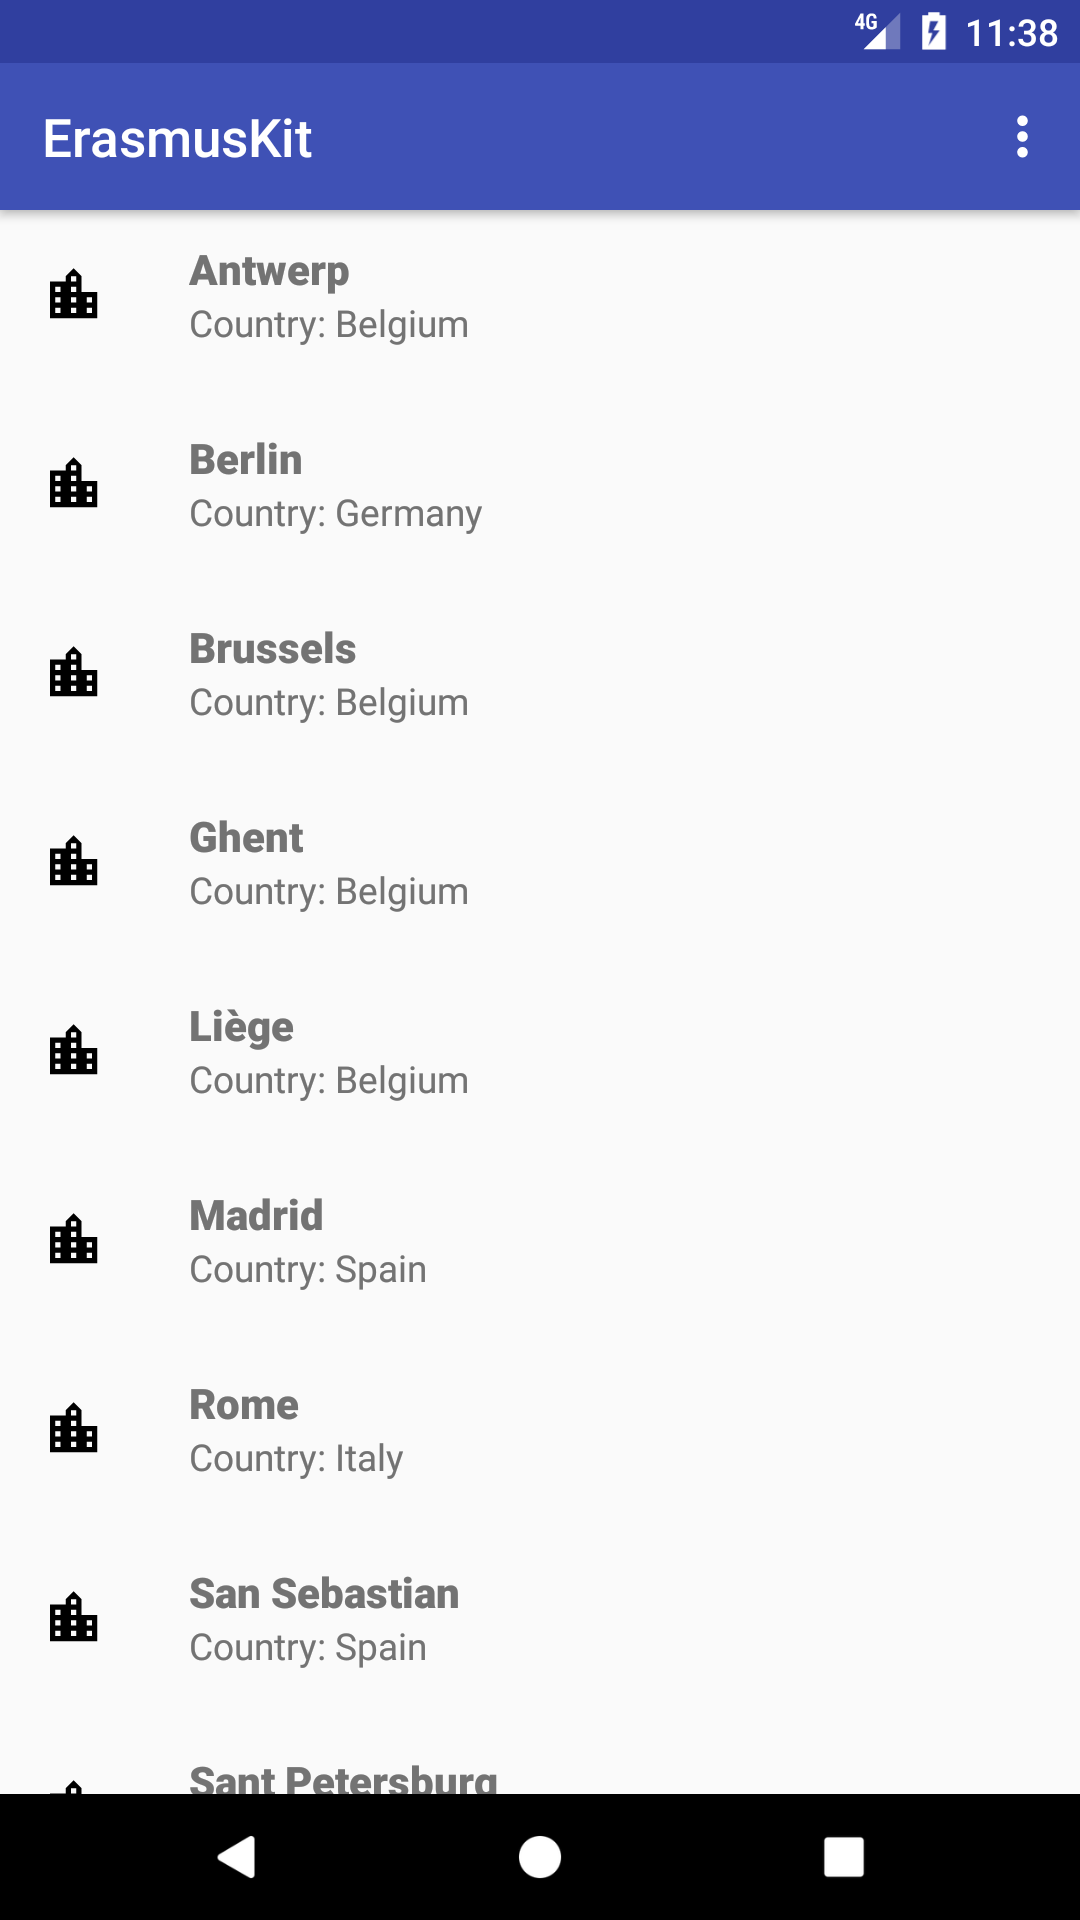 4G 11:38
ErasmusKit
Antwerp
Country: Belgium
Berlin
Country: Germany
Brussels
Country: Belgium
Ghent
Country: Belgium
Liège
Country: Belgium
Madrid
Country: Spain
Rome
Country: Italy
San Sebastian
Country: Spain
Sant Petersburg